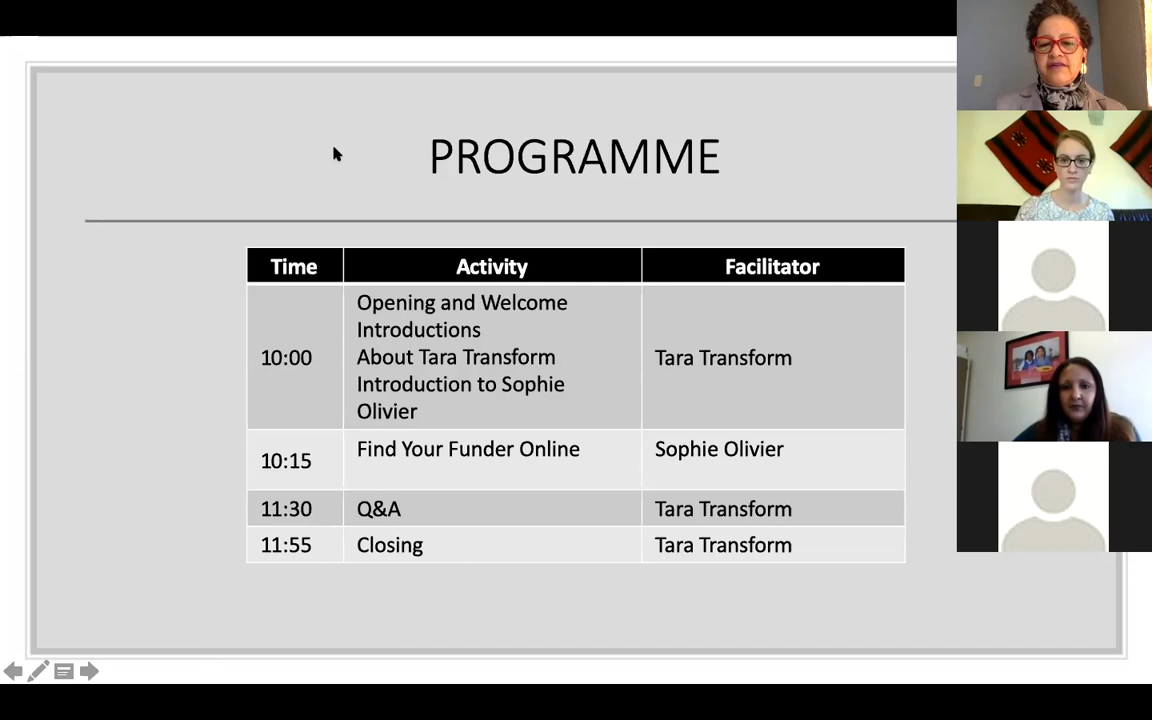 PROGRAMME
Time Activity Facilitator
10:00
Opening and Welcome
Introductions
About Tara Transform
Introduction to Sophie
Olivier
Tara Transform
10:15 Find Your Funder Online Sophie Olivier
11:30 Q&A Tara Transform
11:55 Closing Tara Transform